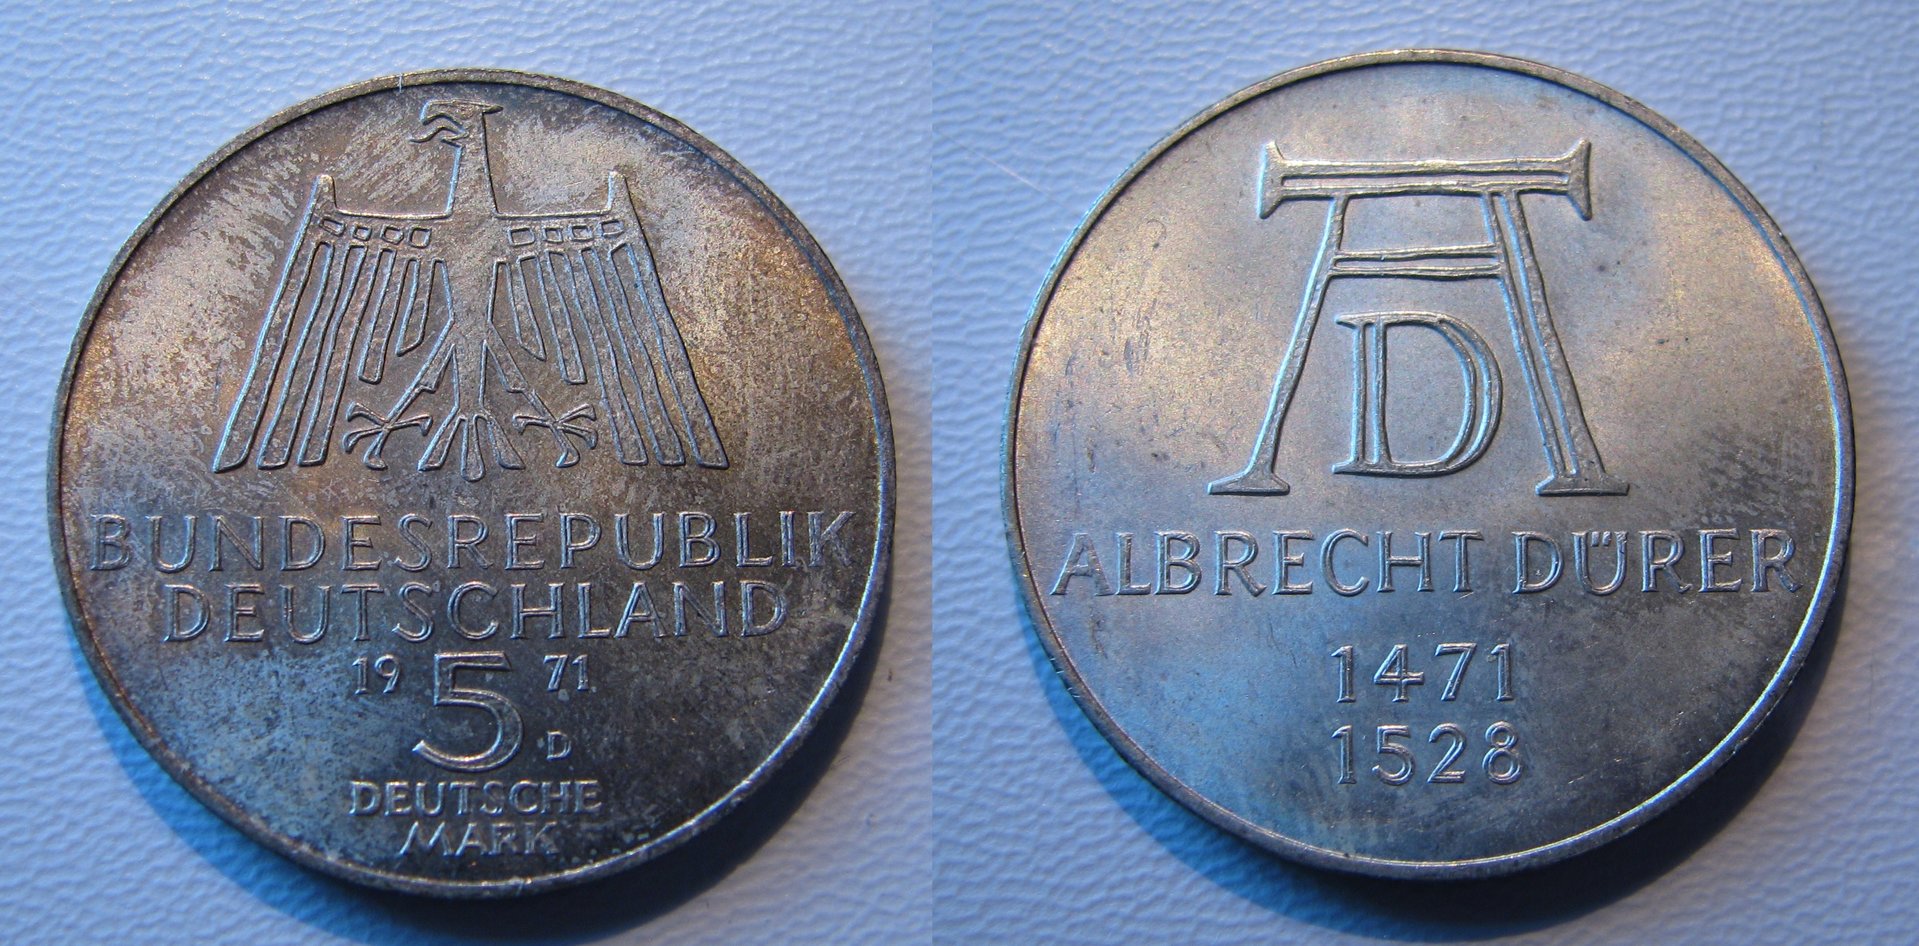 BUNDESREPUBLIK
DEUTSCHLAND
19 71
5 D
DEUTSCHE
MARK
AD
ALBRECHT DÜRER
1471
1528